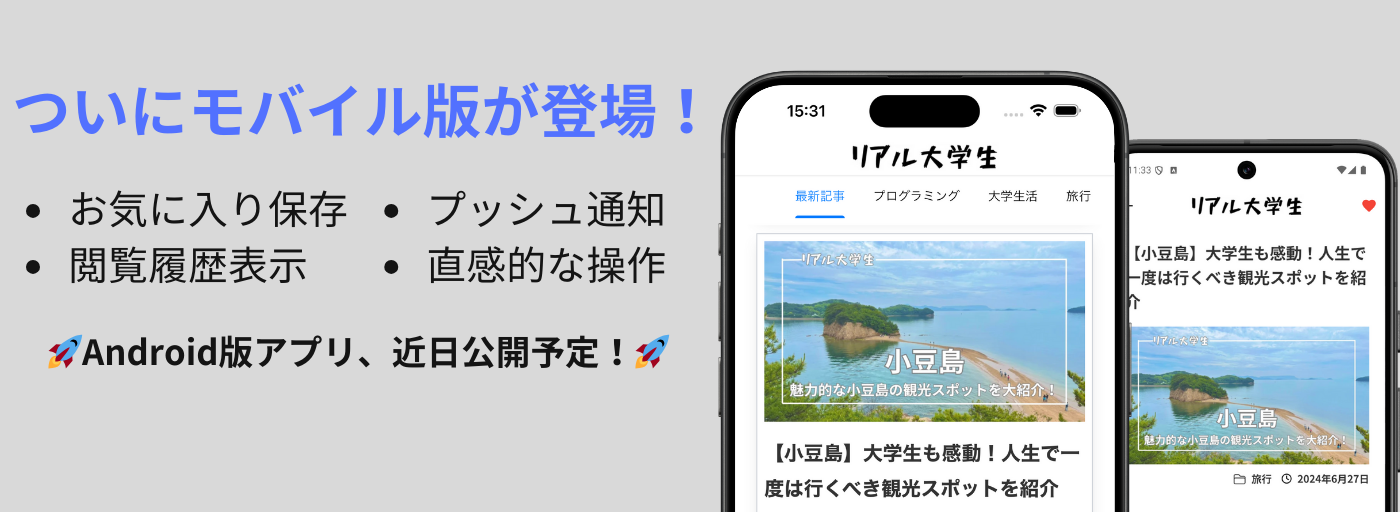 ついにモバイル版が登場！
• お気に入り保存
• プッシュ通知
• 閲覧履歴表示
• 直感的な操作
🚀Android版アプリ、近日公開予定！🚀
15:31
リアル大学生
最新記事 プログラミング 大学生活 旅行
リアル大学生
小豆島
魅力的な小豆島の観光スポットを大紹介！
【小豆島】大学生も感動！人生で一
度は行くべき観光スポットを紹介
11:33
リアル大学生
【小豆島】大学生も感動！人生で
一度は行くべき観光スポットを紹
介
リアル大学生
小豆島
魅力的な小豆島の観光スポットを大紹介！
旅行 2024年6月27日